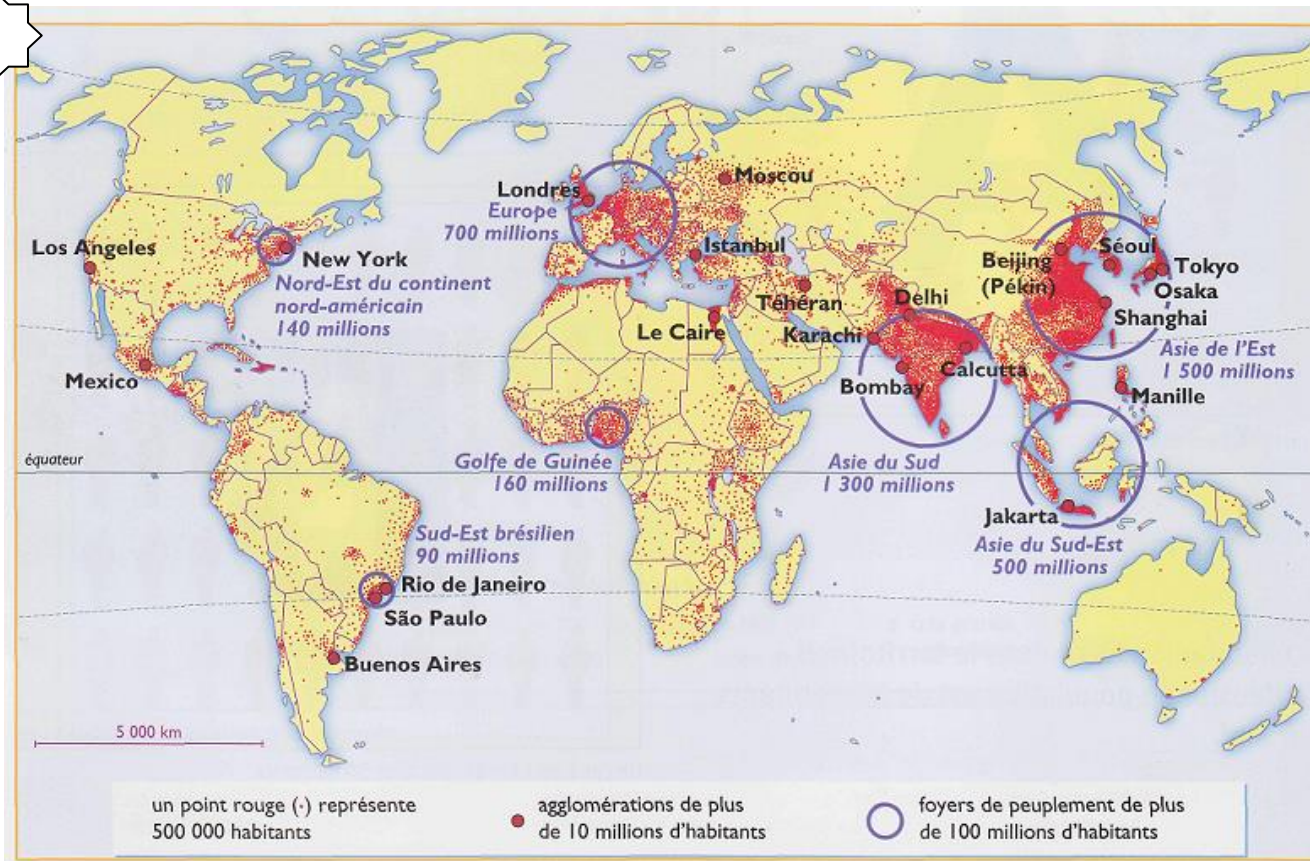 Londres
Europe
700 millions
Moscou
Los Angeles
New York
Nord-Est du continent
nord-américain
140 millions
Istanbul
Beijing
(Pékin)
Séoul
Tokyo
Osaka
Téhéran
Delhi
Le Caire
Karachi
Shanghai
Asie de l'Est
1 500 millions
Mexico
Bombay
Calcutta
Manille
équateur
Golfe de Guinée
160 millions
Asie du Sud
1 300 millions
Jakarta
Asie du Sud-Est
500 millions
Sud-Est brésilien
90 millions
Rio de Janeiro
São Paulo
Buenos Aires
5 000 km
un point rouge (·) représente
500 000 habitants
agglomérations de plus
de 10 millions d'habitants
foyers de peuplement de plus
de 100 millions d'habitants